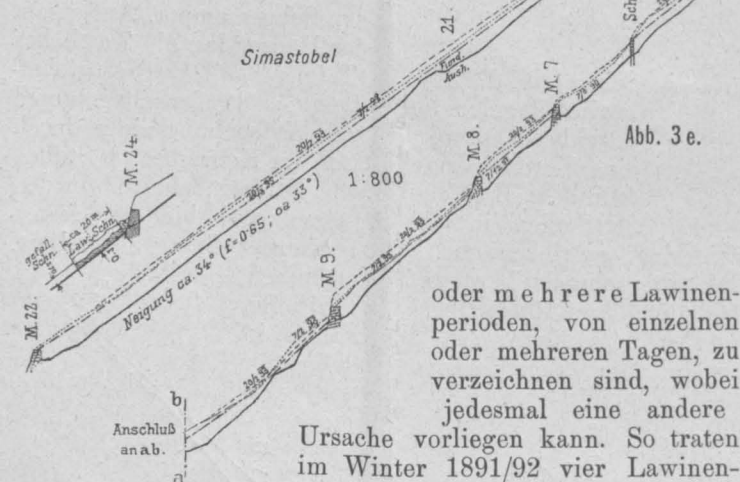 Simastobel
21.
M. 7
Sch
M. 8.
Abb. 3 e.
M. 24.
1:800
Neigung ca. 34° (f=0·65; ca 33°)
M. 9.
M. 22.
b
Anschluß
an a b.
a
oder mehrere Lawinen-
perioden, von einzelnen
oder mehreren Tagen, zu
verzeichnen sind, wobei
jedesmal eine andere
Ursache vorliegen kann. So traten
im Winter 1891/92 vier Lawinen-